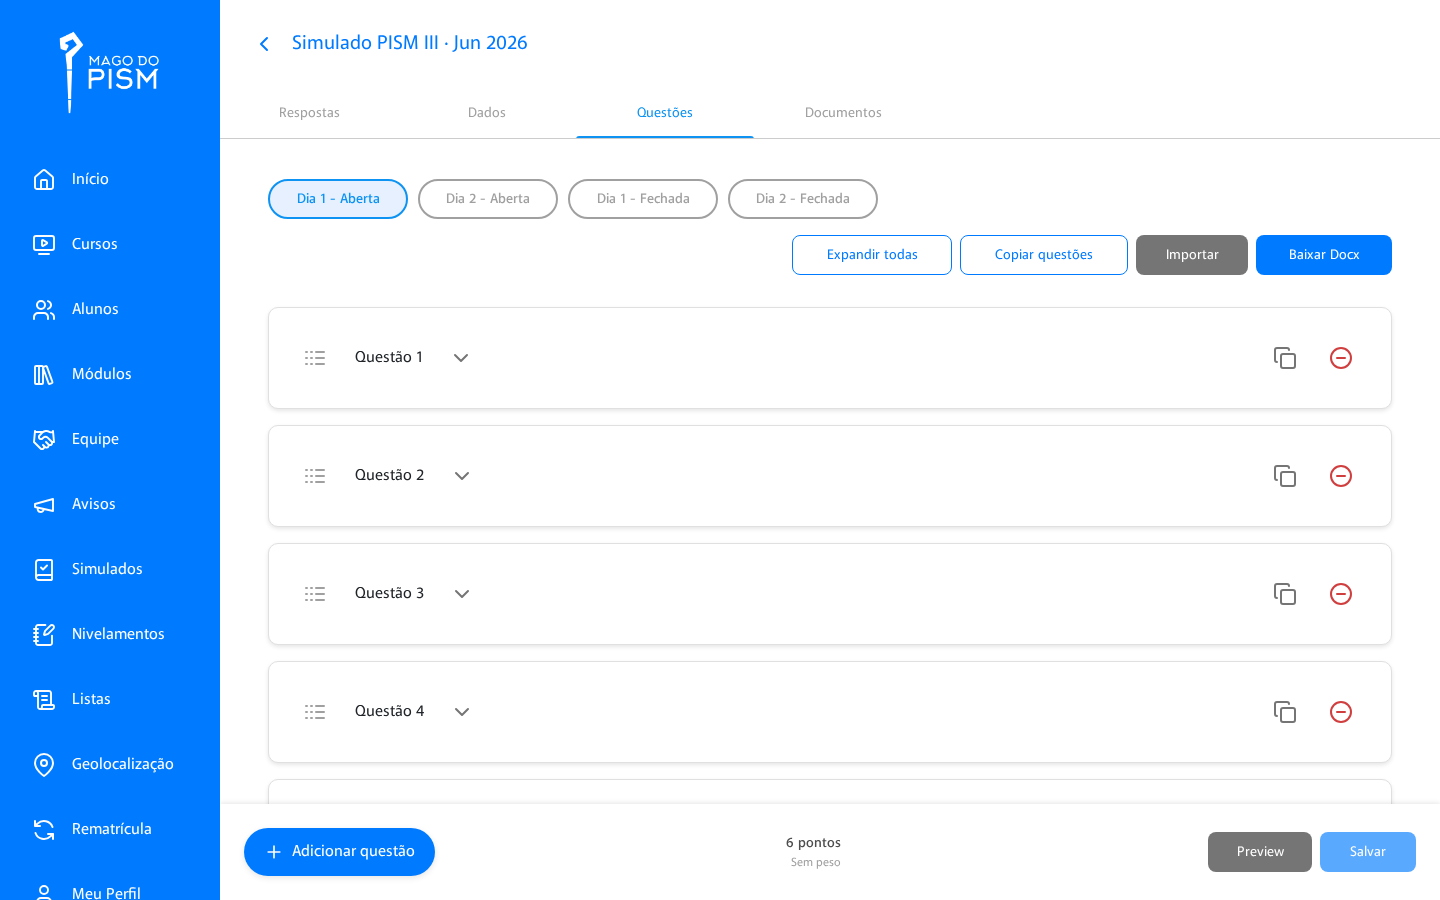 MAGO DO
PISM
Início
Cursos
Alunos
Módulos
Equipe
Avisos
Simulados
Nivelamentos
Listas
Geolocalização
Rematrícula
Meu Perfil
Simulado PISM III · Jun 2026
Respostas
Dados
Questões
Documentos
Dia 1 - Aberta
Dia 2 - Aberta
Dia 1 - Fechada
Dia 2 - Fechada
Expandir todas
Copiar questões
Importar
Baixar Docx
Questão 1
Questão 2
Questão 3
Questão 4
Adicionar questão
6 pontos
Sem peso
Preview
Salvar